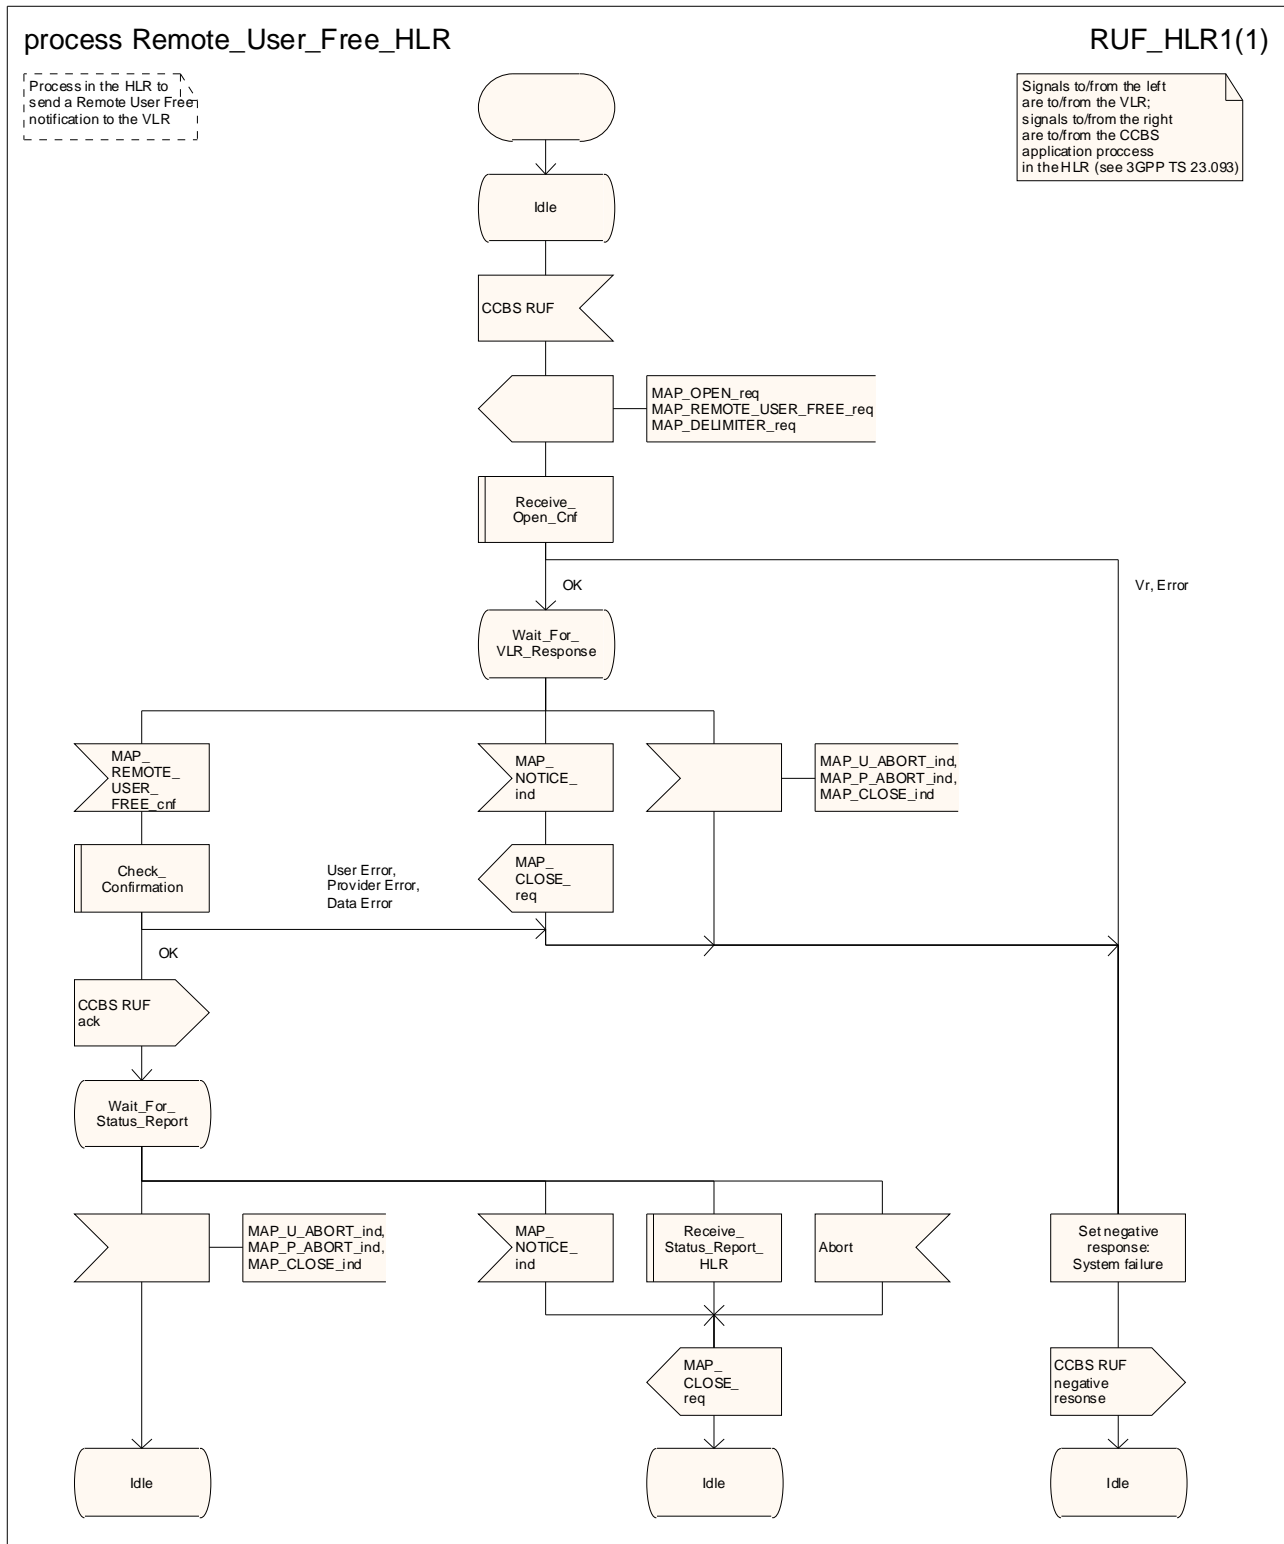 process Remote_User_Free_HLR
RUF_HLR1(1)
Process in the HLR to
send a Remote User Free
notification to the VLR
Signals to/from the left
are to/from the VLR;
signals to/from the right
are to/from the CCBS
application proccess
in the HLR (see 3GPP TS 23.093)
Idle
CCBS RUF
MAP_OPEN_req
MAP_REMOTE_USER_FREE_req
MAP_DELIMITER_req
Receive_
Open_Cnf
OK
Vr, Error
Wait_For_
VLR_Response
MAP_
REMOTE_
USER_
FREE_cnf
MAP_
NOTICE_
ind
MAP_U_ABORT_ind,
MAP_P_ABORT_ind,
MAP_CLOSE_ind
Check_
Confirmation
User Error,
Provider Error,
Data Error
MAP_
CLOSE_
req
OK
CCBS RUF
ack
Wait_For_
Status_Report
MAP_U_ABORT_ind,
MAP_P_ABORT_ind,
MAP_CLOSE_ind
MAP_
NOTICE_
ind
Receive_
Status_Report_
HLR
Abort
Set negative
response:
System failure
MAP_
CLOSE_
req
CCBS RUF
negative
resonse
Idle
Idle
Idle